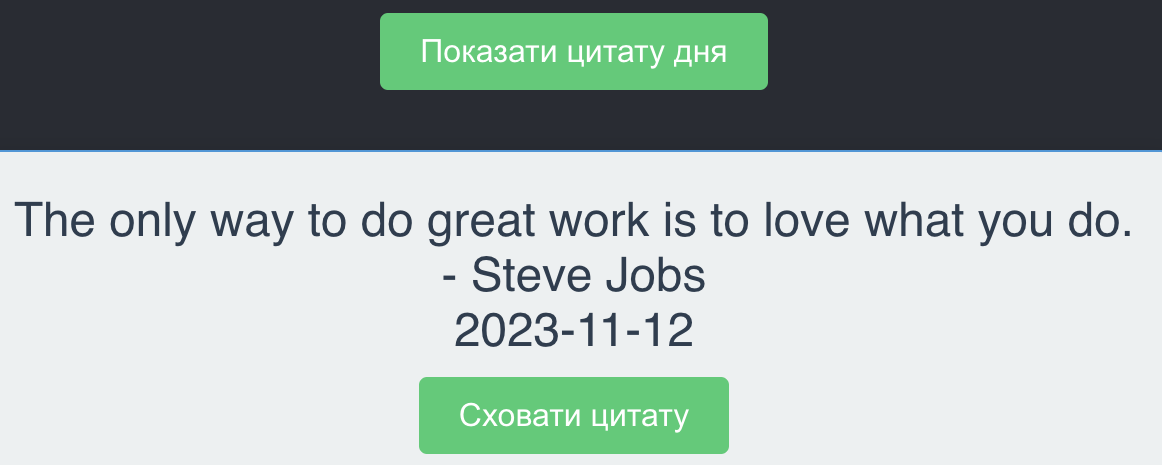 Показати цитату дня
The only way to do great work is to love what you do.
- Steve Jobs
2023-11-12
Сховати цитату